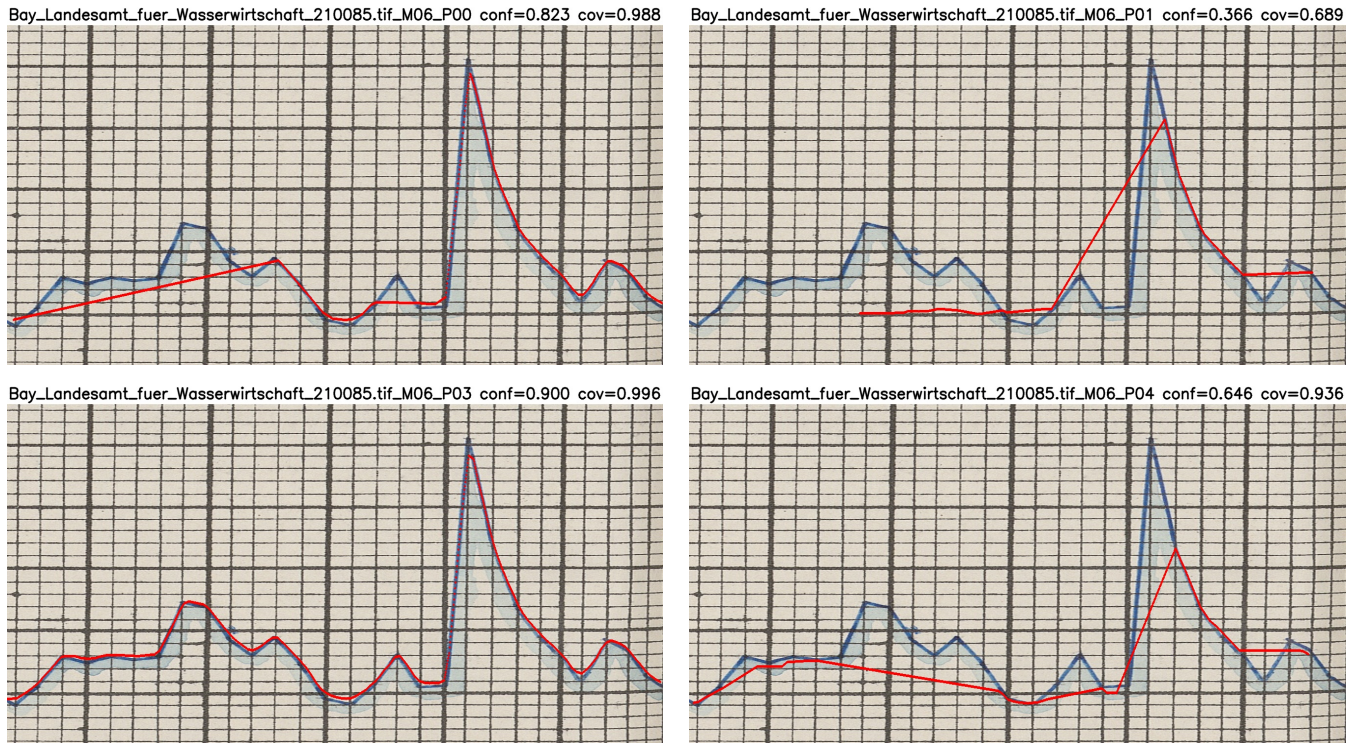 Bay_Landesamt_fuer_Wasserwirtschaft_210085.tif_M06_P00 conf=0.823 cov=0.988
Bay_Landesamt_fuer_Wasserwirtschaft_210085.tif_M06_P01 conf=0.366 cov=0.689
Bay_Landesamt_fuer_Wasserwirtschaft_210085.tif_M06_P03 conf=0.900 cov=0.996
Bay_Landesamt_fuer_Wasserwirtschaft_210085.tif_M06_P04 conf=0.646 cov=0.936